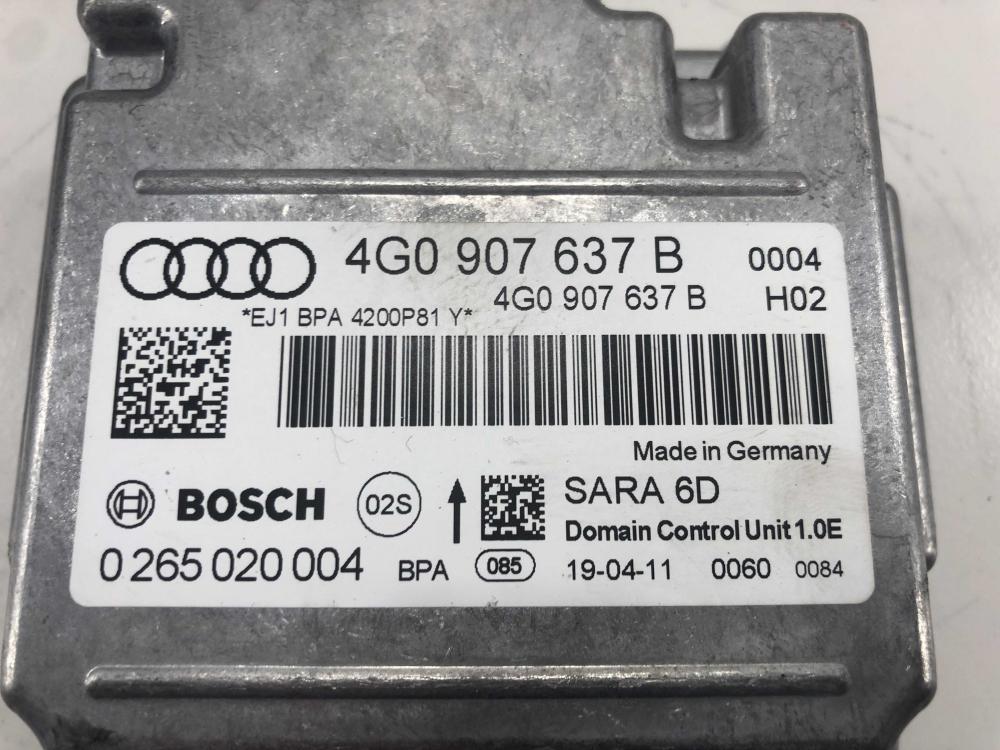 4G0 907 637 B 0004
4G0 907 637 B H02
*EJ1 BPA 4200P81 Y*
Made in Germany
BOSCH 02S SARA 6D
Domain Control Unit 1.0E
0 265 020 004 BPA 085 19-04-11 0060 0084